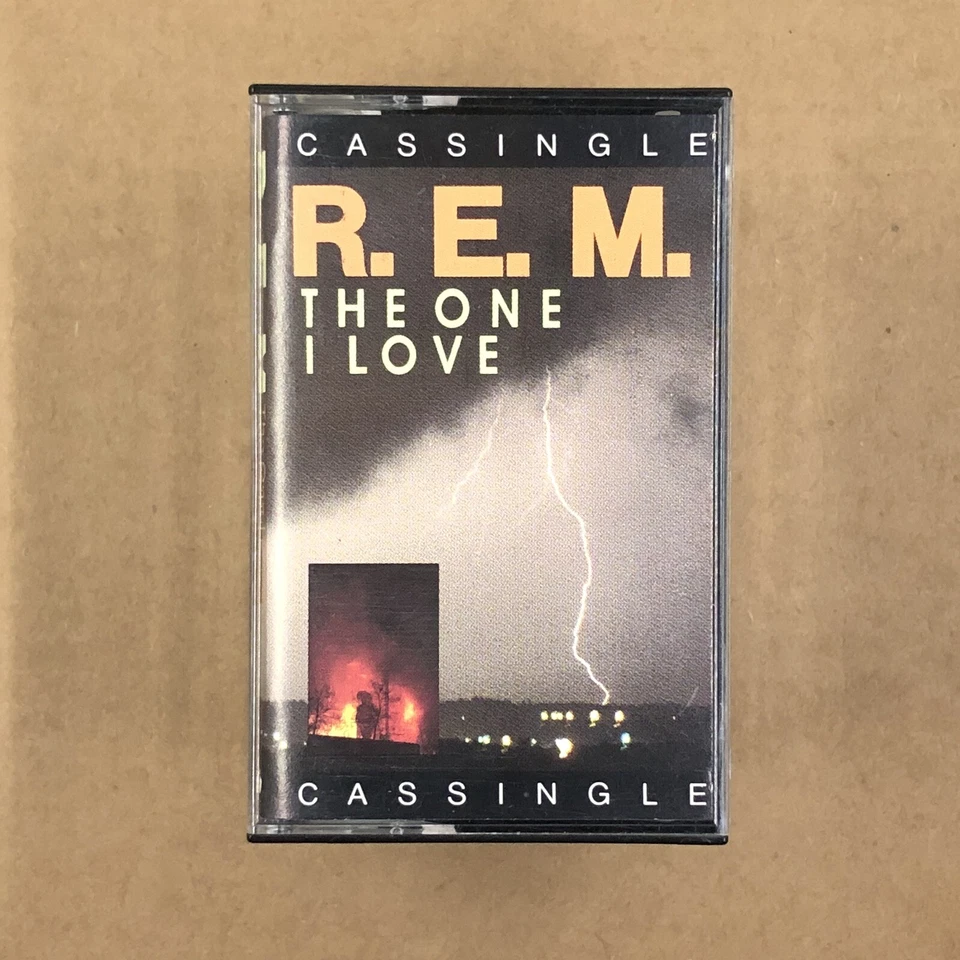 CASSINGLE
R. E. M.
THE ONE
I LOVE
CASSINGLE